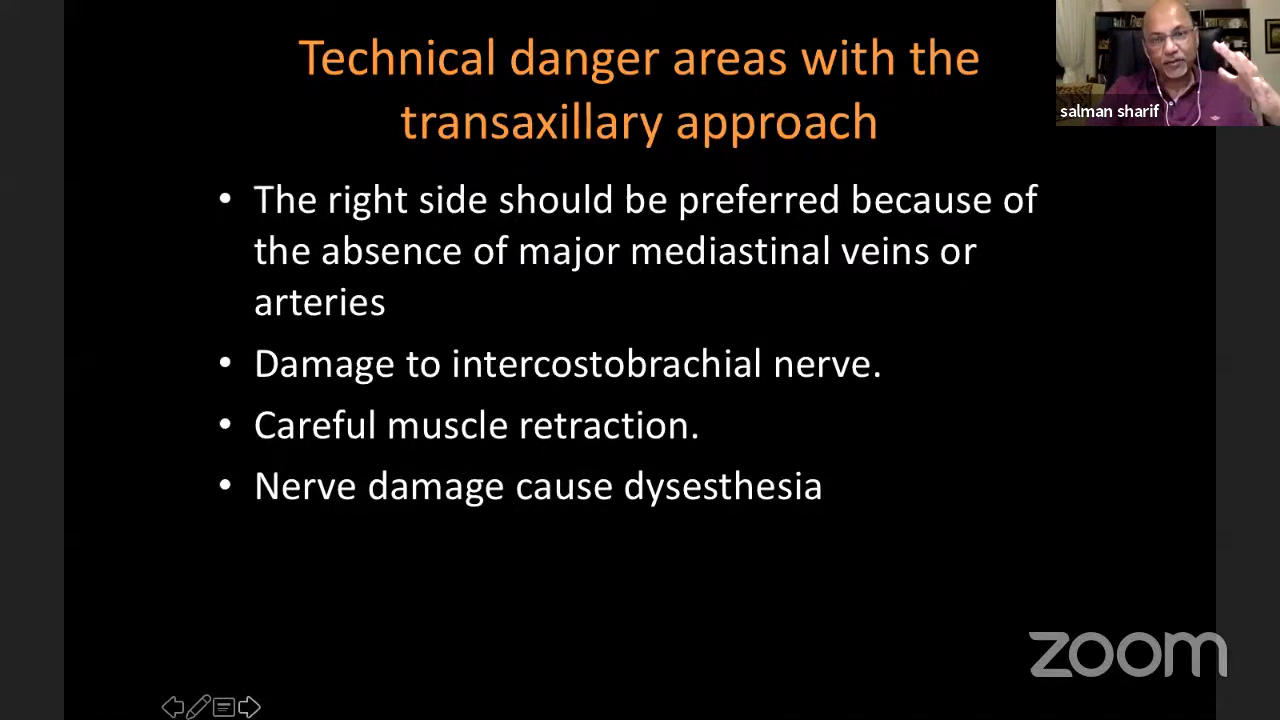 Technical danger areas with the
transaxillary approach
salman sharif
• The right side should be preferred because of
the absence of major mediastinal veins or
arteries
• Damage to intercostobrachial nerve.
• Careful muscle retraction.
• Nerve damage cause dysesthesia
zoom